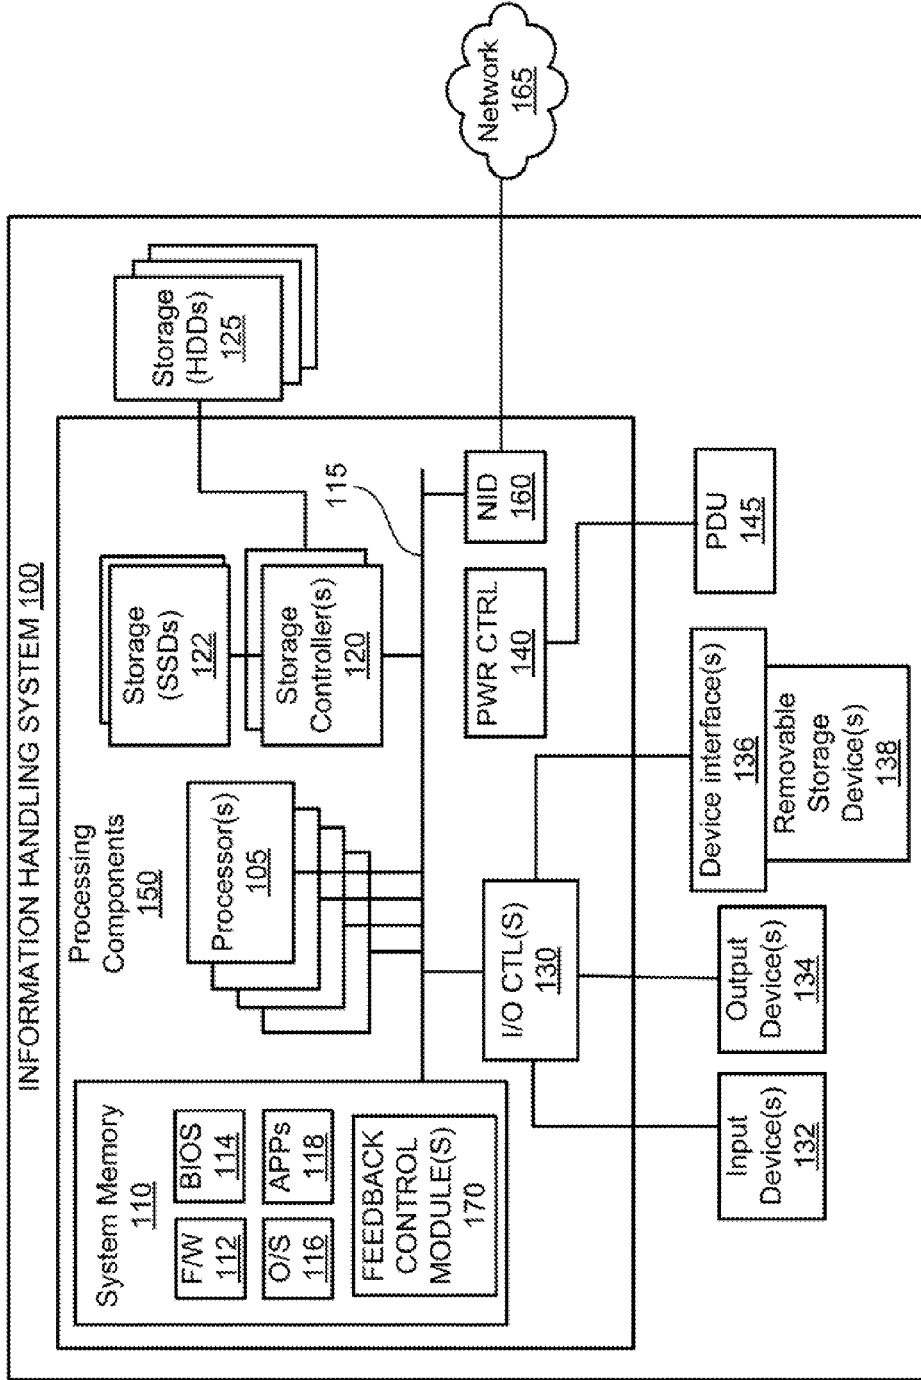 INFORMATION HANDLING SYSTEM 100
System Memory
110
F/W
112
BIOS
114
O/S
116
APPs
118
FEEDBACK
CONTROL
MODULE(S)
170
Processing
Components
150
Processor(s)
105
Storage
(SSDs)
122
Storage
Controller(s)
120
Storage
(HDDs)
125
115
I/O CTL(S)
130
PWR CTRL
140
NID
160
Network
165
Input
Device(s)
132
Output
Device(s)
134
Device interface(s)
136
Removable
Storage
Device(s)
138
PDU
145